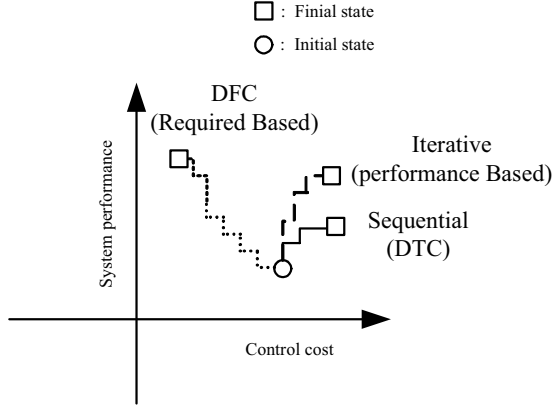 : Finial state
: Initial state
DFC
(Required Based)
Iterative
(performance Based)
Sequential
(DTC)
System performance
Control cost